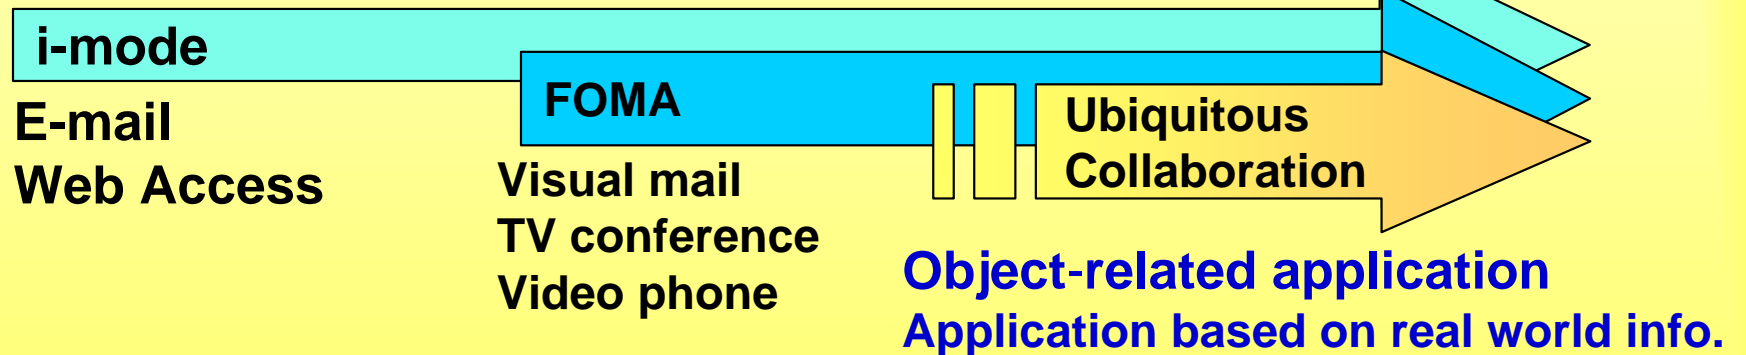 i-mode
E-mail
Web Access
FOMA
Visual mail
TV conference
Video phone
Ubiquitous
Collaboration
Object-related application
Application based on real world info.